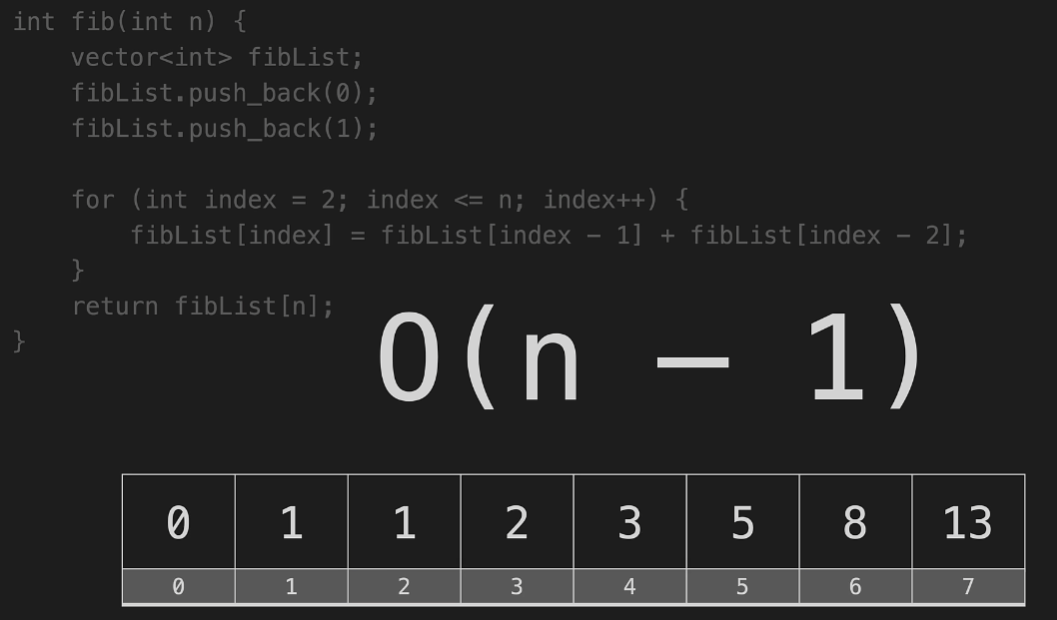 int fib(int n) {
    vector<int> fibList;
    fibList.push_back(0);
    fibList.push_back(1);
    for (int index = 2; index <= n; index++) {
        fibList[index] = fibList[index - 1] + fibList[index - 2];
    }
    return fibList[n];
}
O(n – 1)
0 1 1 2 3 5 8 13
0 1 2 3 4 5 6 7